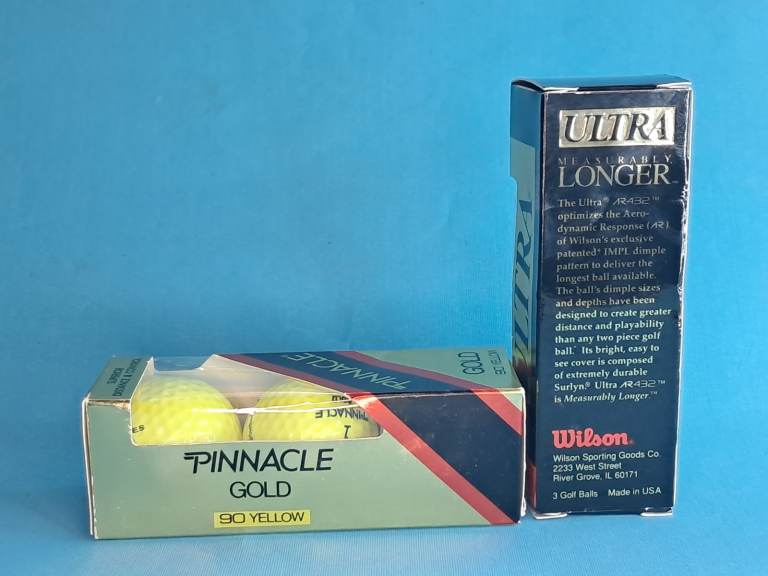 ULTRA
MEASURABLY
LONGER™
The Ultra® AR432™
optimizes the Aero-
dynamic Response (AR)
of Wilson's exclusive
patented* IMPL dimple
pattern to deliver the
longest ball available.
The ball's dimple sizes
and depths have been
designed to create greater
distance and playability
than any two piece golf
ball.* Its bright, easy to
see cover is composed
of extremely durable
Surlyn.® Ultra AR432™
is Measurably Longer.™
Wilson®
Wilson Sporting Goods Co.
2233 West Street
River Grove, IL 60171
3 Golf Balls Made in USA
ULTRA
PINNACLE
GOLD
90 YELLOW
PINNACLE
1
PINNACLE
GOLD
90 YELLOW